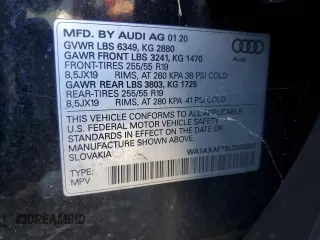 MFD. BY AUDI AG 01 20
GVWR LBS 6349, KG 2880
GAWR FRONT LBS 3241, KG 1470
FRONT-TIRES 255/55 R19
8,5JX19 RIMS, AT 260 KPA 38 PSI COLD
GAWR REAR LBS 3803, KG 1725
REAR-TIRES 255/55 R19
8,5JX19 RIMS, AT 280 KPA 41 PSI COLD
THIS VEHICLE CONFORMS TO ALL APPLICABLE
U.S. FEDERAL MOTOR VEHICLE SAFETY STANDARDS
IN EFFECT ON THE DATE OF
MANUFACTURE SHOWN ABOVE.
SLOVAKIA
TYPE:
MPV
Audi